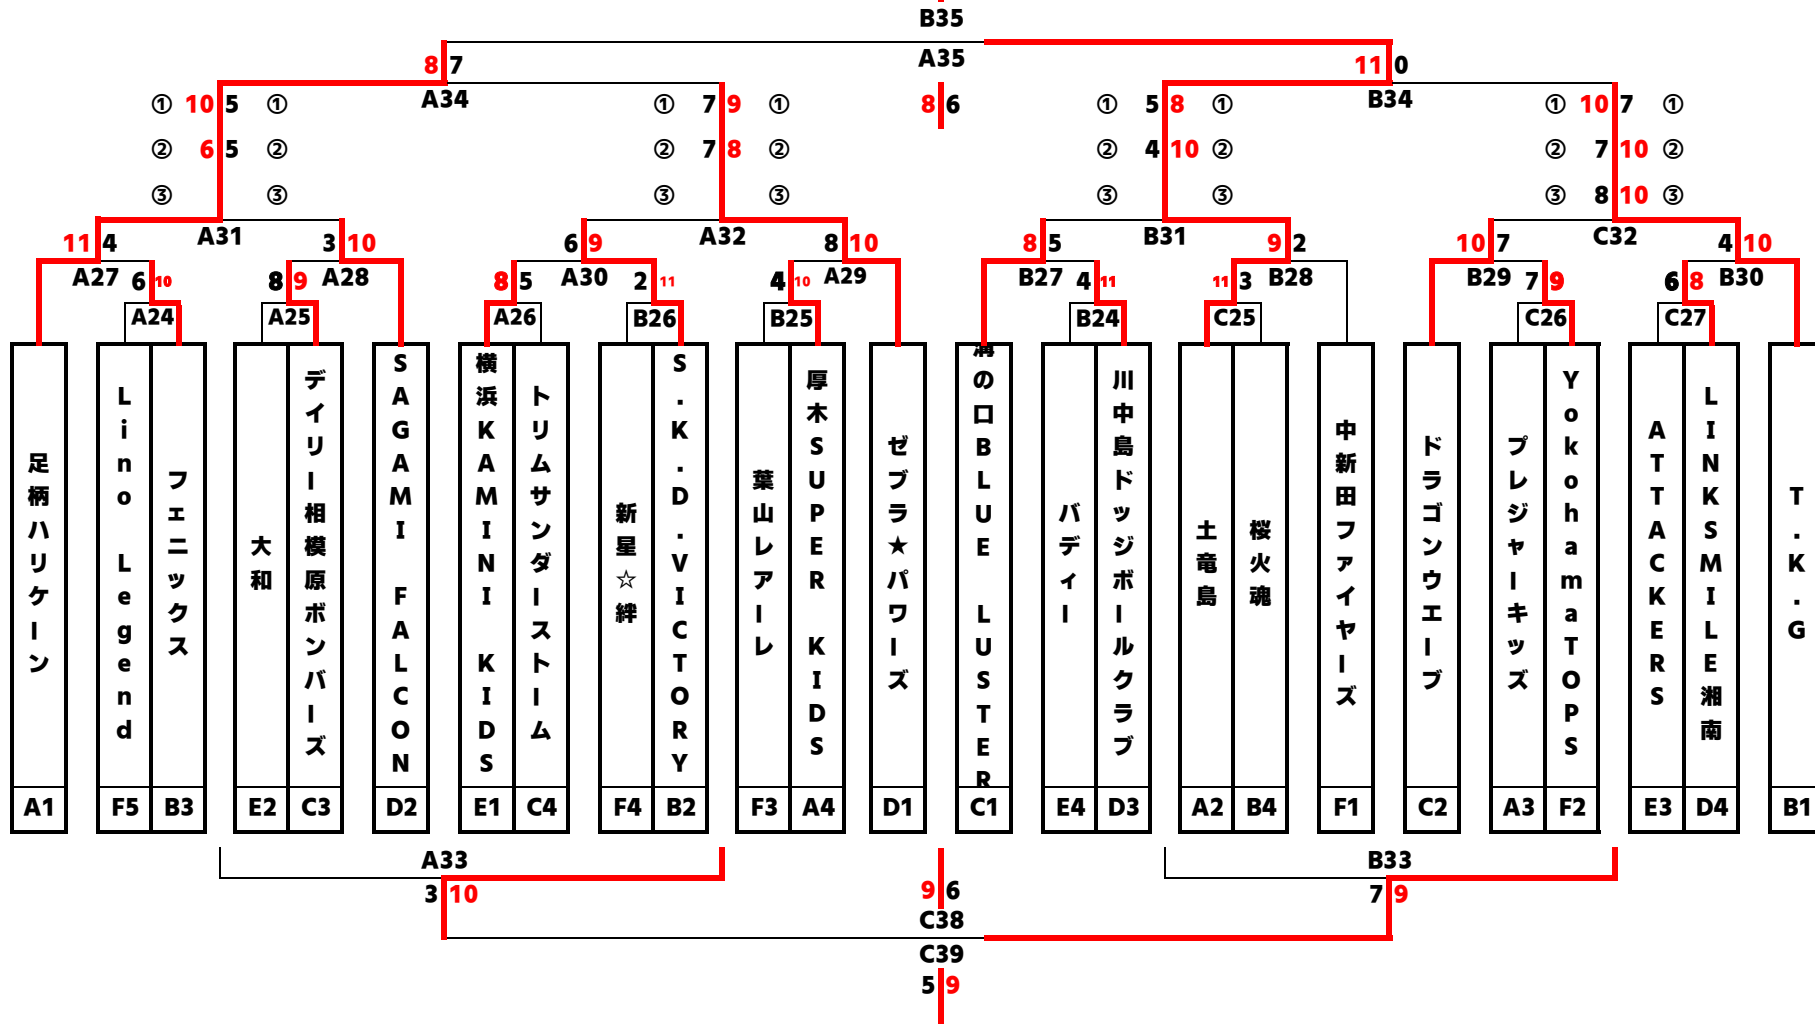 B35
A35
8 7
11 0
A34
8 6
B34
① 10 5 ①
① 7 9 ①
① 5 8 ①
① 10 7 ①
② 6 5 ②
② 7 8 ②
② 4 10 ②
② 7 10 ②
③ ③
③ ③
③ ③
③ 8 10 ③
A31
A32
B31
C32
11 4
3 10
6 9
8 10
8 5
9 2
10 7
4 10
A27
A28
A30
A29
B27
B28
B29
B30
6 10
8 9
8 5
2 11
4 10
4 11
11 3
7 9
6 8
A24
A25
A26
B26
B25
B24
C25
C26
C27
足柄ハリケーン
Lino Legend
フェニックス
大和
デイリー相模原ボンバーズ
SAGAMI FALCON
横浜KAMINI KIDS
トリムサンダーストーム
新星☆絆
S.K.D.VICTORY
葉山レアーレ
厚木SUPER KIDS
ゼブラ★パワーズ
溝の口BLUE LUSTER
バディー
川中島ドッジボールクラブ
土竜島
桜火魂
中新田ファイヤーズ
ドラゴンウエーブ
プレジャーキッズ
YokohamaTOPS
ATTACKERS
LINKSMILE湘南
T.K.G
A1 F5 B3 E2 C3 D2 E1 C4 F4 B2 F3 A4 D1 C1 E4 D3 A2 B4 F1 C2 A3 F2 E3 D4 B1
A33
B33
3 10
9 6
7 9
C38
C39
5 9